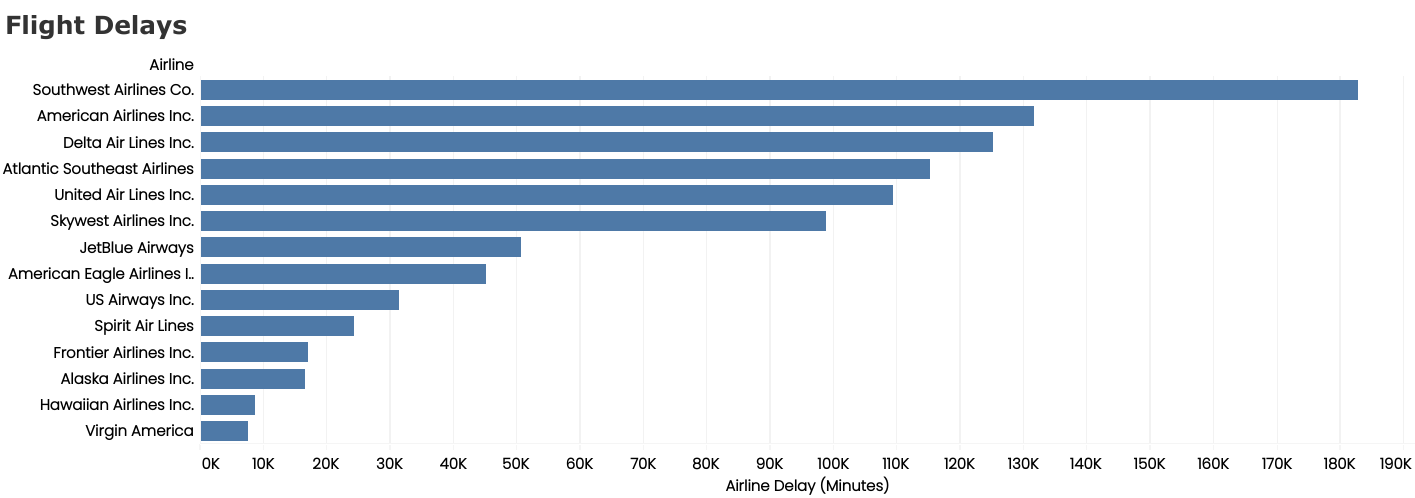 Flight Delays
Airline
Southwest Airlines Co.
American Airlines Inc.
Delta Air Lines Inc.
Atlantic Southeast Airlines
United Air Lines Inc.
Skywest Airlines Inc.
JetBlue Airways
American Eagle Airlines I..
US Airways Inc.
Spirit Air Lines
Frontier Airlines Inc.
Alaska Airlines Inc.
Hawaiian Airlines Inc.
Virgin America
0K 10K 20K 30K 40K 50K 60K 70K 80K 90K 100K 110K 120K 130K 140K 150K 160K 170K 180K 190K
Airline Delay (Minutes)